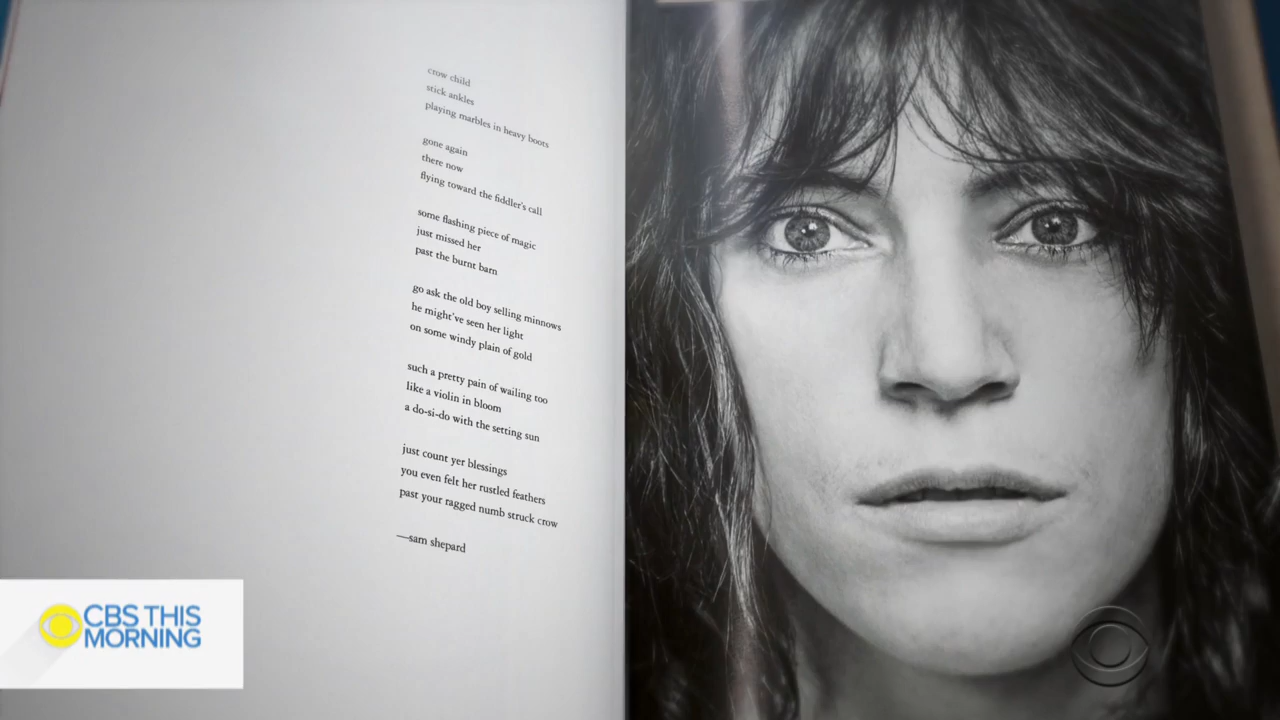 crow child
stick ankles
playing marbles in heavy boots
gone again
there now
flying toward the fiddler's call
some flashing piece of magic
just missed her
past the burnt barn
go ask the old boy selling minnows
he might've seen her light
on some windy plain of gold
such a pretty pain of wailing too
like a violin in bloom
a do-si-do with the setting sun
just count yer blessings
you even felt her rustled feathers
past your ragged numb struck crow
—sam shepard
CBS THIS
MORNING